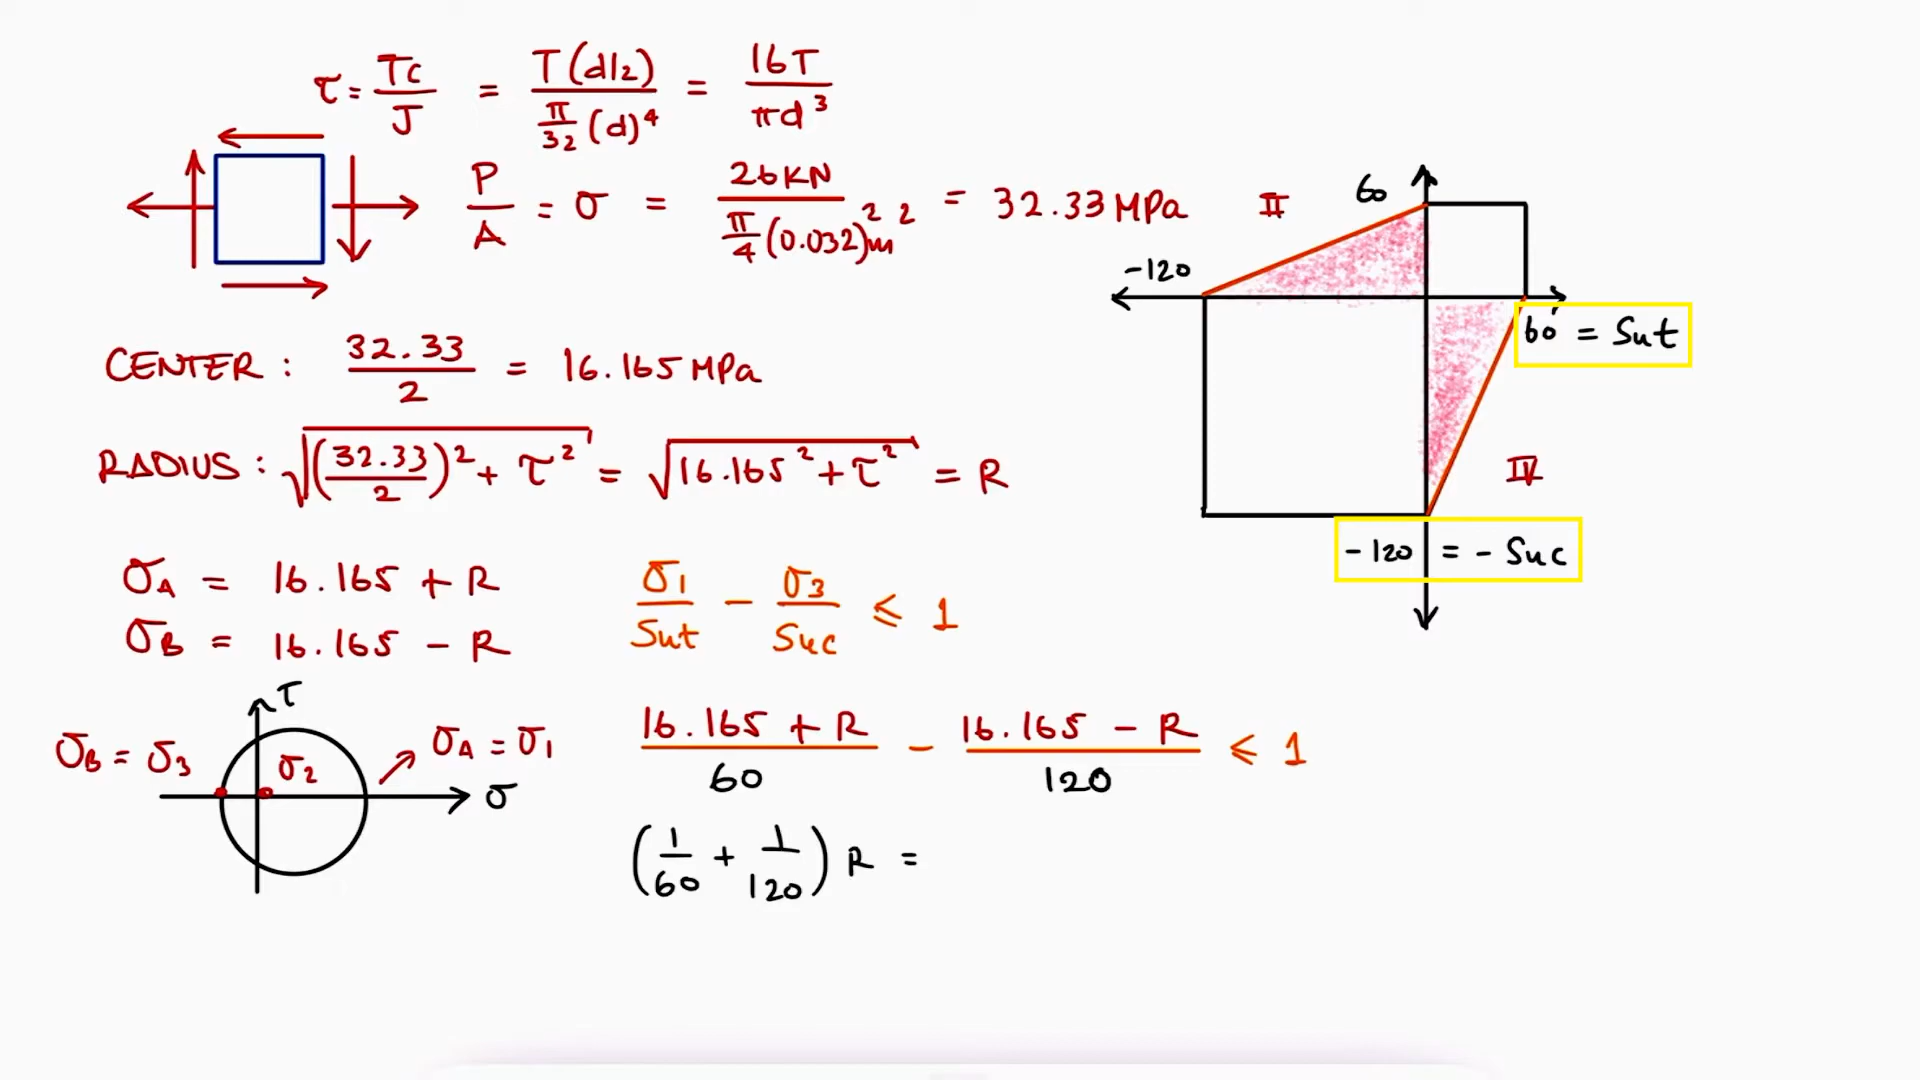 τ = Tc/J = T(d/2) / (π/32 (d)⁴) = 16T / πd³
P/A = σ = 26KN / (π/4 (0.032)² m²) = 32.33 MPa
II
60
-120
60 = Sut
IV
-120 = - Suc
CENTER : 32.33/2 = 16.165 MPa
RADIUS : √((32.33/2)² + τ²) = √(16.165² + τ²) = R
σA = 16.165 + R
σB = 16.165 - R
σ1/Sut - σ3/Suc ⩽ 1
τ
σB = σ3
σ2
σA = σ1
σ
(16.165 + R)/60 - (16.165 - R)/120 ⩽ 1
(1/60 + 1/120) R =